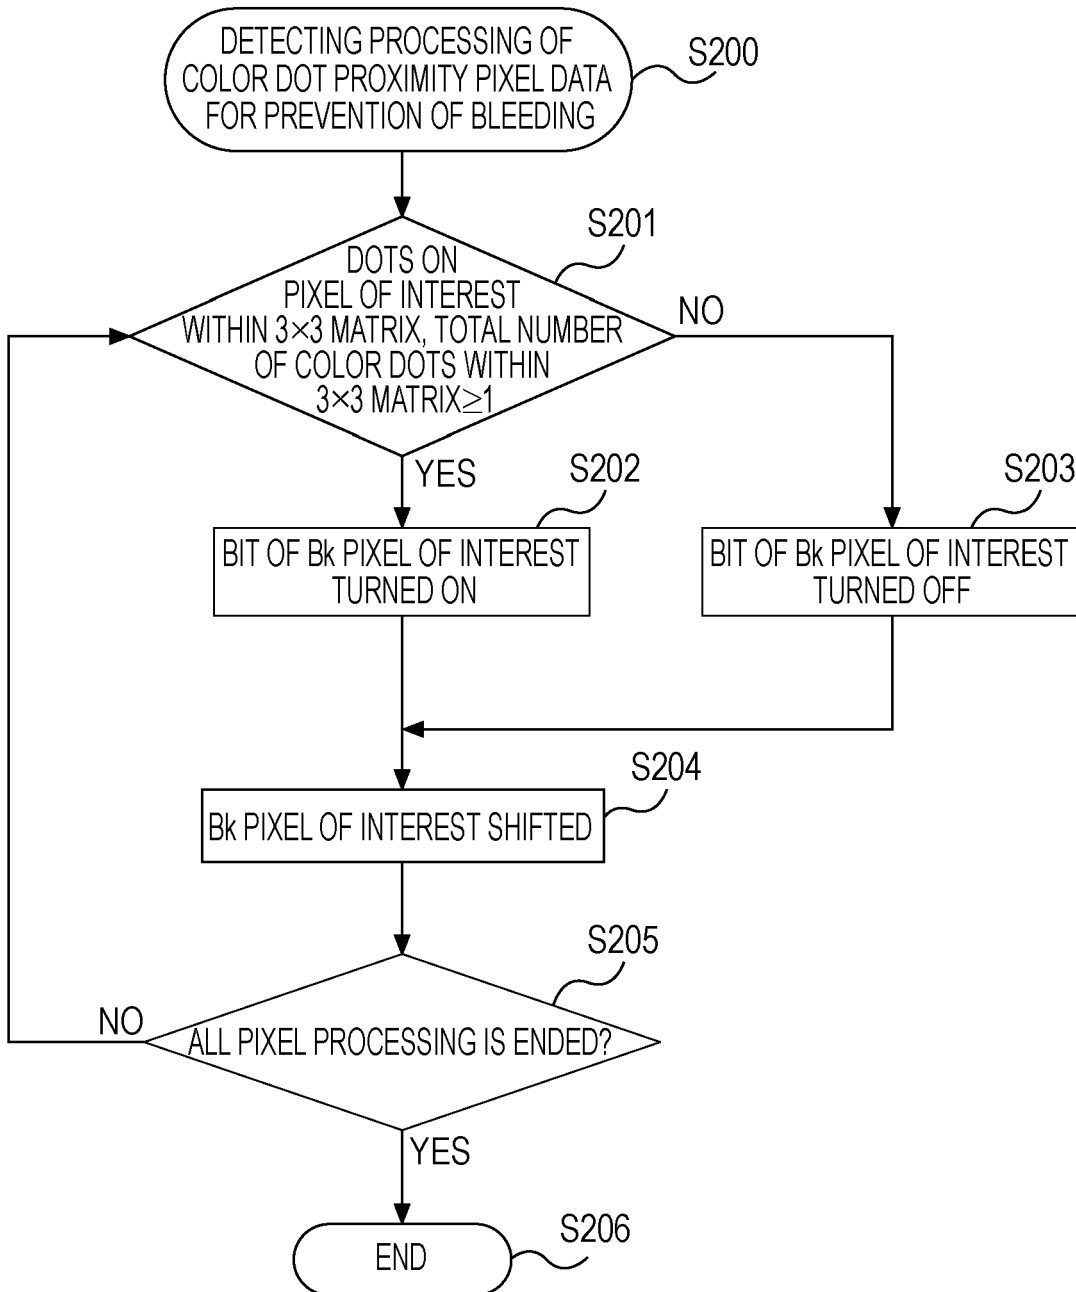 DETECTING PROCESSING OF
COLOR DOT PROXIMITY PIXEL DATA
FOR PREVENTION OF BLEEDING
S200
S201
DOTS ON
PIXEL OF INTEREST
WITHIN 3×3 MATRIX, TOTAL NUMBER
OF COLOR DOTS WITHIN
3×3 MATRIX≥1
NO
YES
S202
BIT OF Bk PIXEL OF INTEREST
TURNED ON
S203
BIT OF Bk PIXEL OF INTEREST
TURNED OFF
S204
Bk PIXEL OF INTEREST SHIFTED
S205
ALL PIXEL PROCESSING IS ENDED?
NO
YES
S206
END